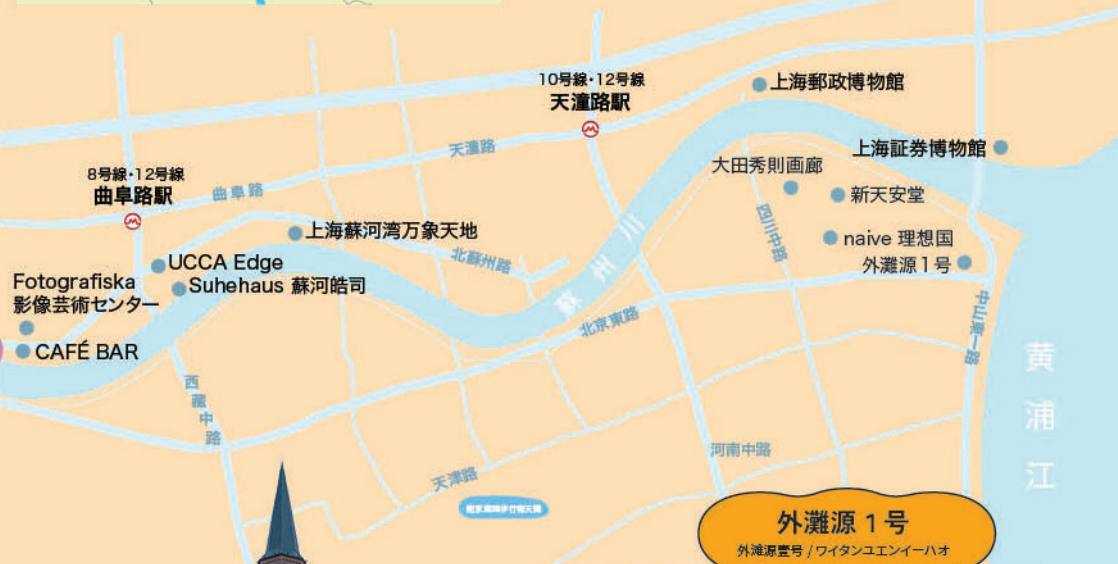 10号線･12号線
天潼路駅
上海郵政博物館
天潼路
上海証券博物館
大田秀則画廊
8号線･12号線
曲阜路駅
曲阜路
新天安堂
四川中路
上海蘇河湾万象天地
蘇州川
naive 理想国
北蘇州路
外灘源1号
UCCA Edge
Suhehaus 蘇河皓司
Fotografiska
影像芸術センター
CAFÉ BAR
北京東路
中山東一路
黄浦江
西蔵中路
河南中路
天津路
外灘源 1 号
外滩源壹号 / ワイタンユエンイーハオ